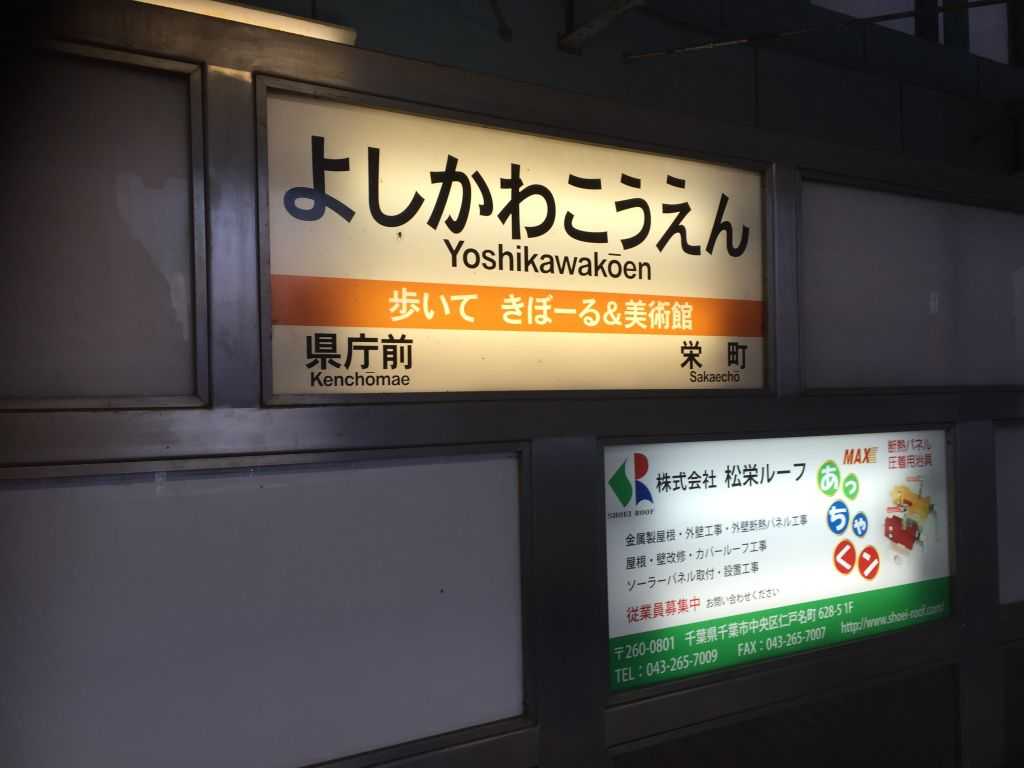 よしかわこうえん
Yoshikawakōen
歩いて きぼーる&美術館
県庁前
Kenchōmae
栄町
Sakaechō
SHOEI ROOF
株式会社 松栄ルーフ
金属製屋根・外壁工事・外壁断熱パネル工事
屋根・壁改修・カバールーフ工事
ソーラーパネル取付・設置工事
従業員募集中 お問い合わせください
MAX
断熱パネル
圧着用治具
あっ
ちゃ
くン
〒260-0801 千葉県千葉市中央区仁戸名町 628-5 1F
TEL:043-265-7009 FAX:043-265-7007 http://www.shoei-roof.com/